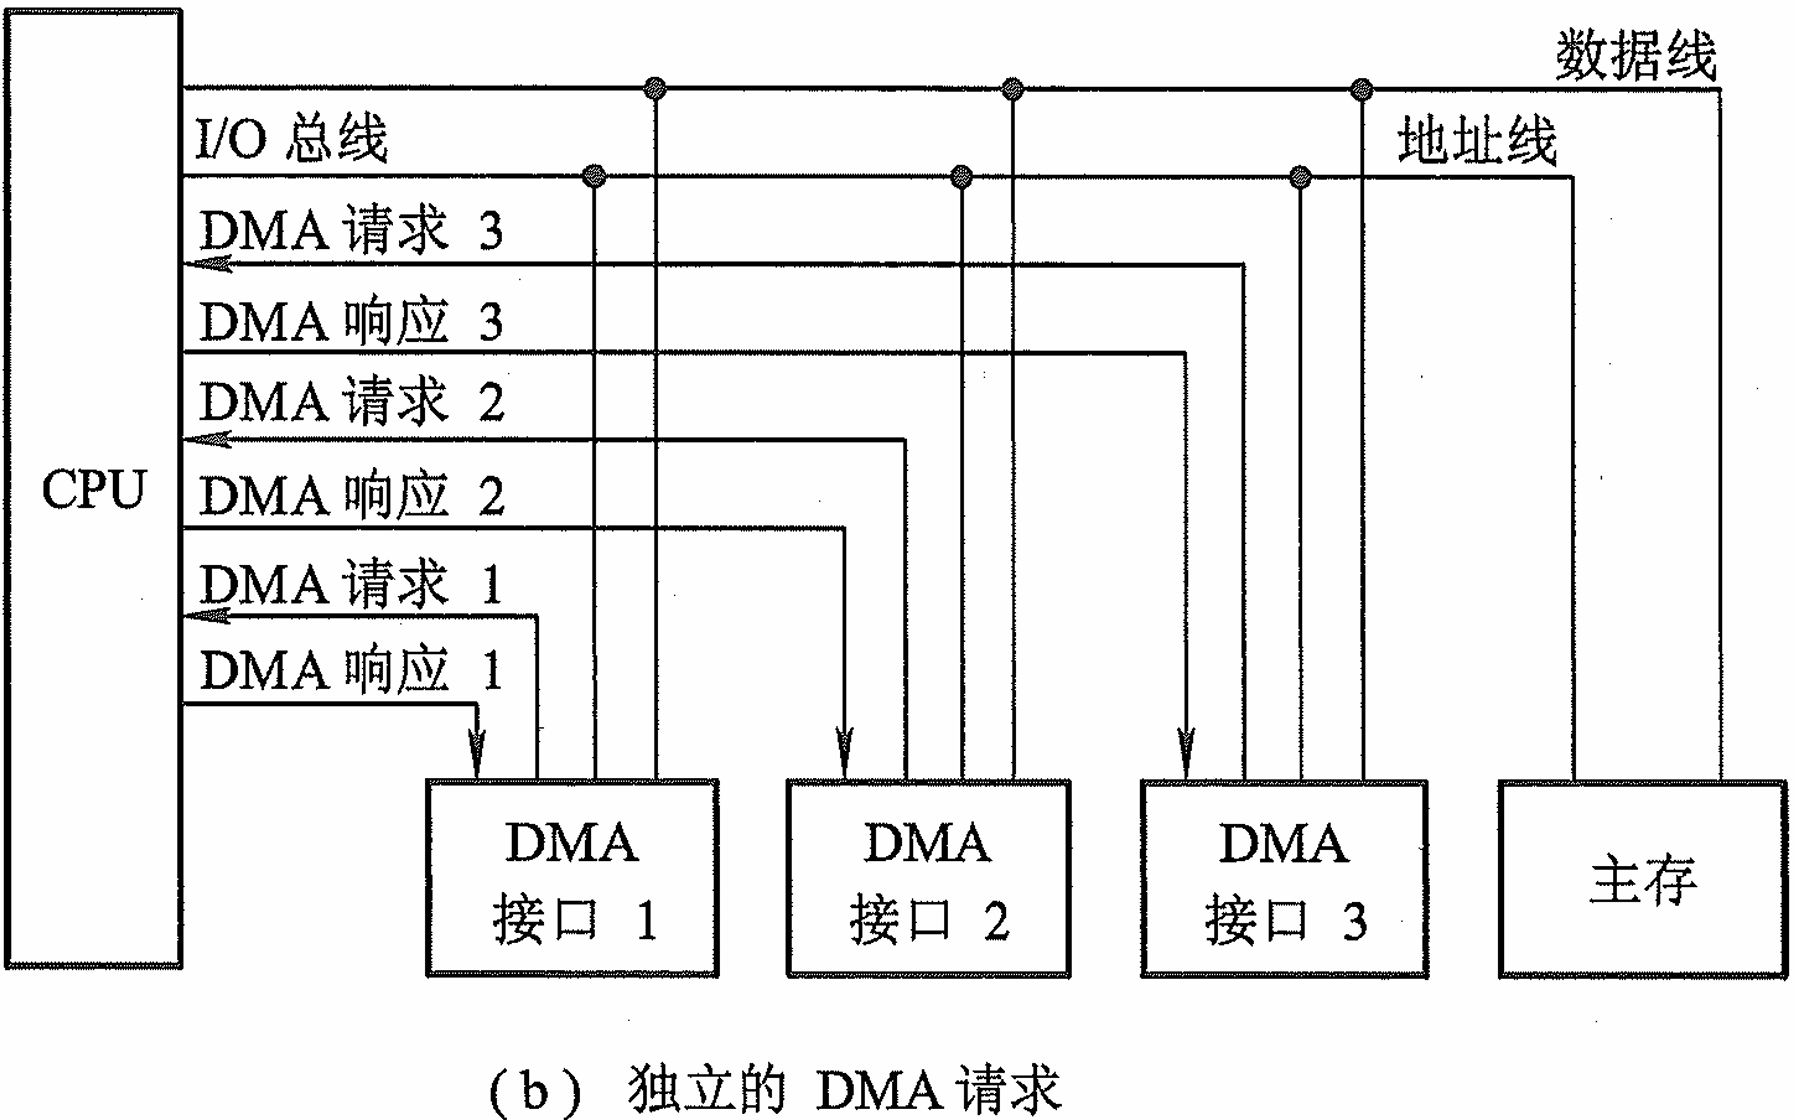 数据线
I/O 总线
地址线
DMA 请求 3
DMA 响应 3
DMA 请求 2
CPU
DMA 响应 2
DMA 请求 1
DMA 响应 1
DMA
接口 1
DMA
接口 2
DMA
接口 3
主存
( b ) 独立的 DMA 请求